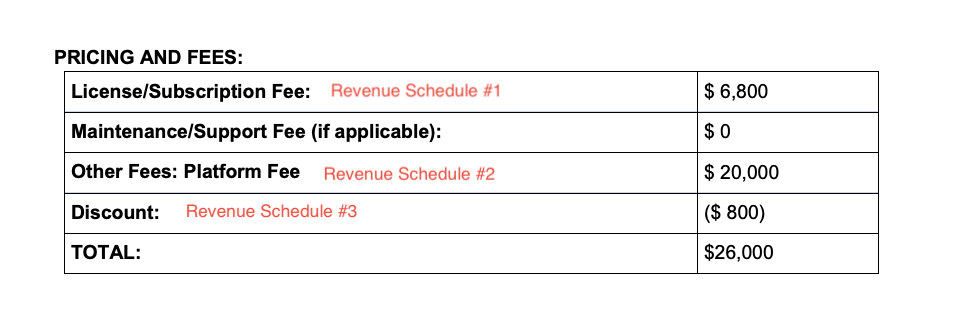 PRICING AND FEES:
License/Subscription Fee: Revenue Schedule #1 $ 6,800
Maintenance/Support Fee (if applicable): $ 0
Other Fees: Platform Fee Revenue Schedule #2 $ 20,000
Discount: Revenue Schedule #3 ($ 800)
TOTAL: $26,000